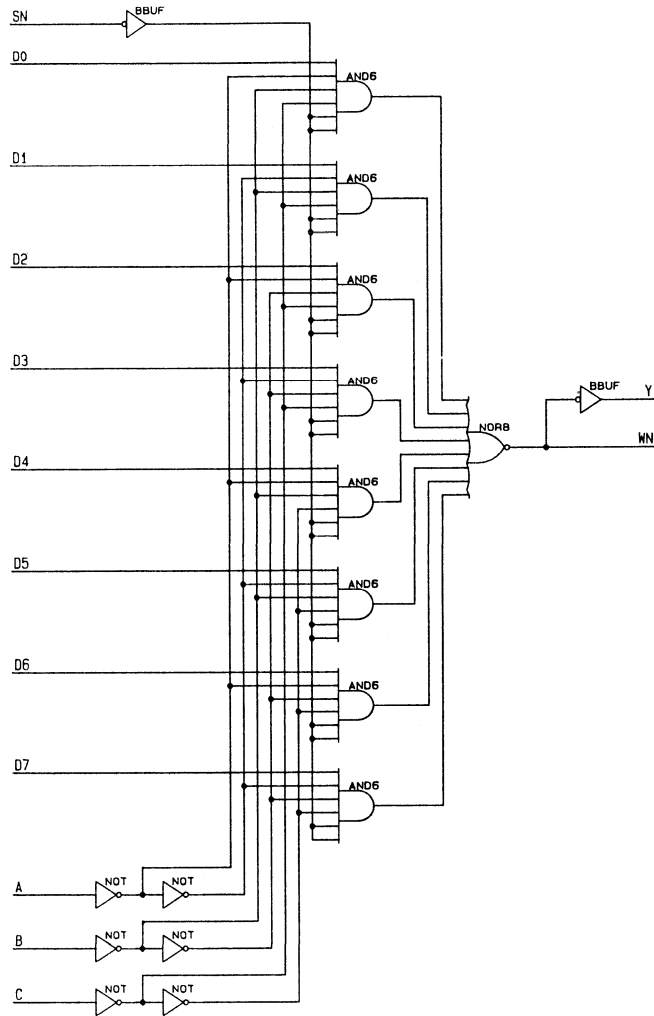 SN
BBUF
D0
AND6
D1
AND6
D2
AND6
D3
AND6
BBUF
Y
NOR8
WN
D4
AND6
D5
AND6
D6
AND6
D7
AND6
A
NOT
NOT
B
NOT
NOT
C
NOT
NOT